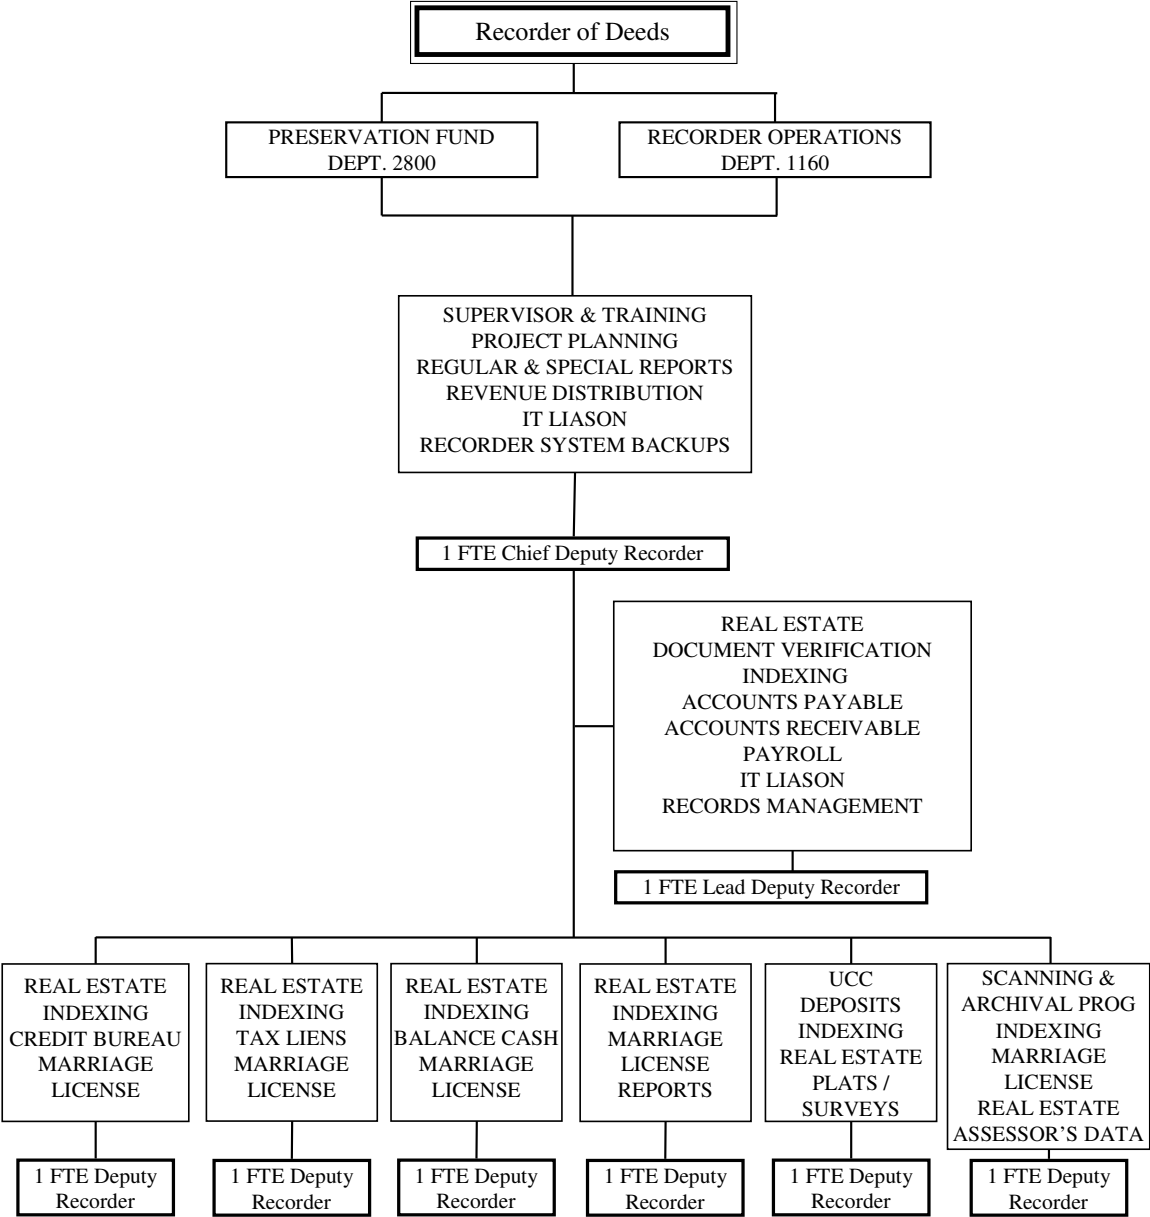 Recorder of Deeds
PRESERVATION FUND
DEPT. 2800
RECORDER OPERATIONS
DEPT. 1160
SUPERVISOR & TRAINING
PROJECT PLANNING
REGULAR & SPECIAL REPORTS
REVENUE DISTRIBUTION
IT LIASON
RECORDER SYSTEM BACKUPS
1 FTE Chief Deputy Recorder
REAL ESTATE
DOCUMENT VERIFICATION
INDEXING
ACCOUNTS PAYABLE
ACCOUNTS RECEIVABLE
PAYROLL
IT LIASON
RECORDS MANAGEMENT
1 FTE Lead Deputy Recorder
REAL ESTATE
INDEXING
CREDIT BUREAU
MARRIAGE
LICENSE
REAL ESTATE
INDEXING
TAX LIENS
MARRIAGE
LICENSE
REAL ESTATE
INDEXING
BALANCE CASH
MARRIAGE
LICENSE
REAL ESTATE
INDEXING
MARRIAGE
LICENSE
REPORTS
UCC
DEPOSITS
INDEXING
REAL ESTATE
PLATS /
SURVEYS
SCANNING &
ARCHIVAL PROG
INDEXING
MARRIAGE
LICENSE
REAL ESTATE
ASSESSOR’S DATA
1 FTE Deputy
Recorder
1 FTE Deputy
Recorder
1 FTE Deputy
Recorder
1 FTE Deputy
Recorder
1 FTE Deputy
Recorder
1 FTE Deputy
Recorder